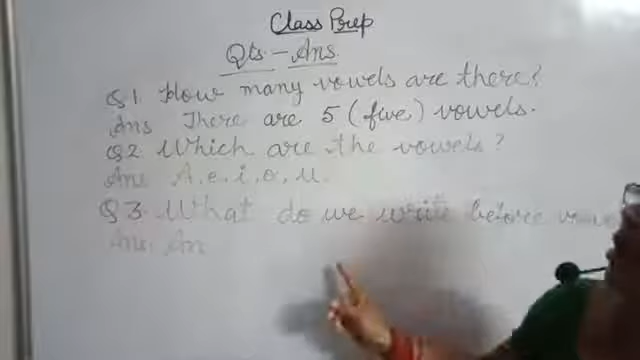 Class Prep
Qts - Ans.
Q1. How many vowels are there?
Ans There are 5 (five) vowels.
Q2. Which are the vowels?
Ans. A, e, i, o, u.
Q3. What do we write before
Ans. An